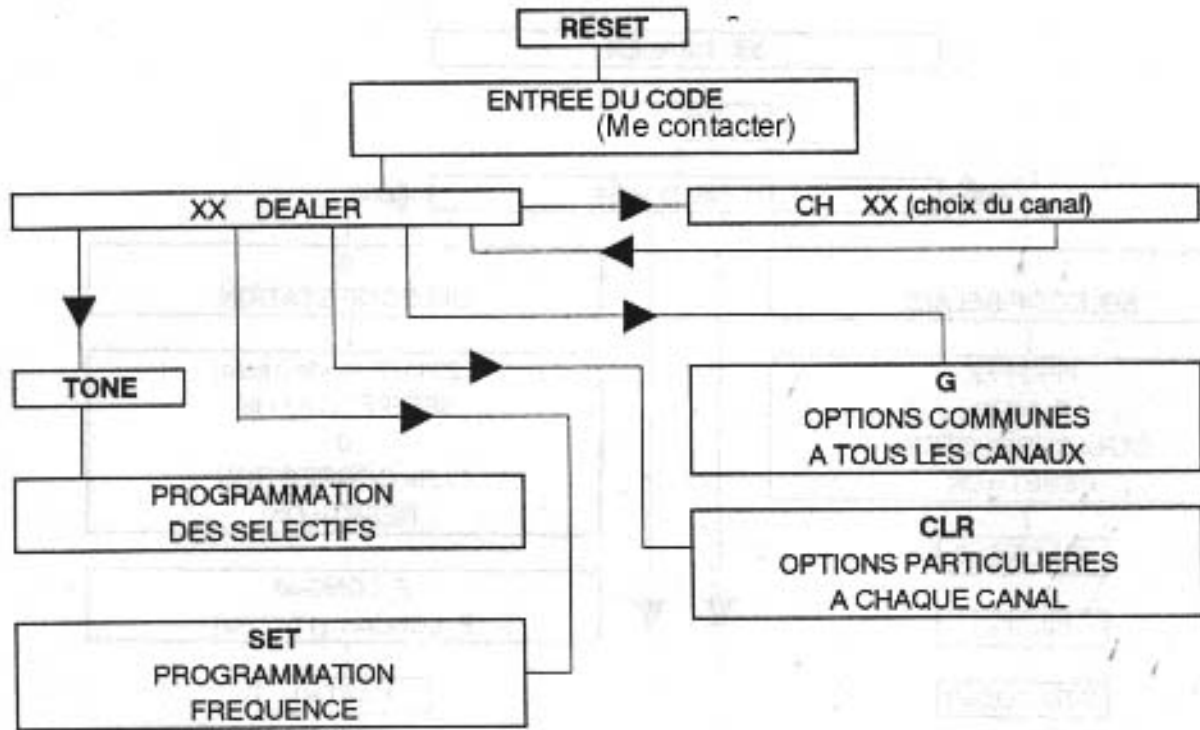 RESET
ENTREE DU CODE
(Me contacter)
XX DEALER
CH XX (choix du canal)
TONE
G
OPTIONS COMMUNES
A TOUS LES CANAUX
PROGRAMMATION
DES SELECTIFS
CLR
OPTIONS PARTICULIERES
A CHAQUE CANAL
SET
PROGRAMMATION
FREQUENCE